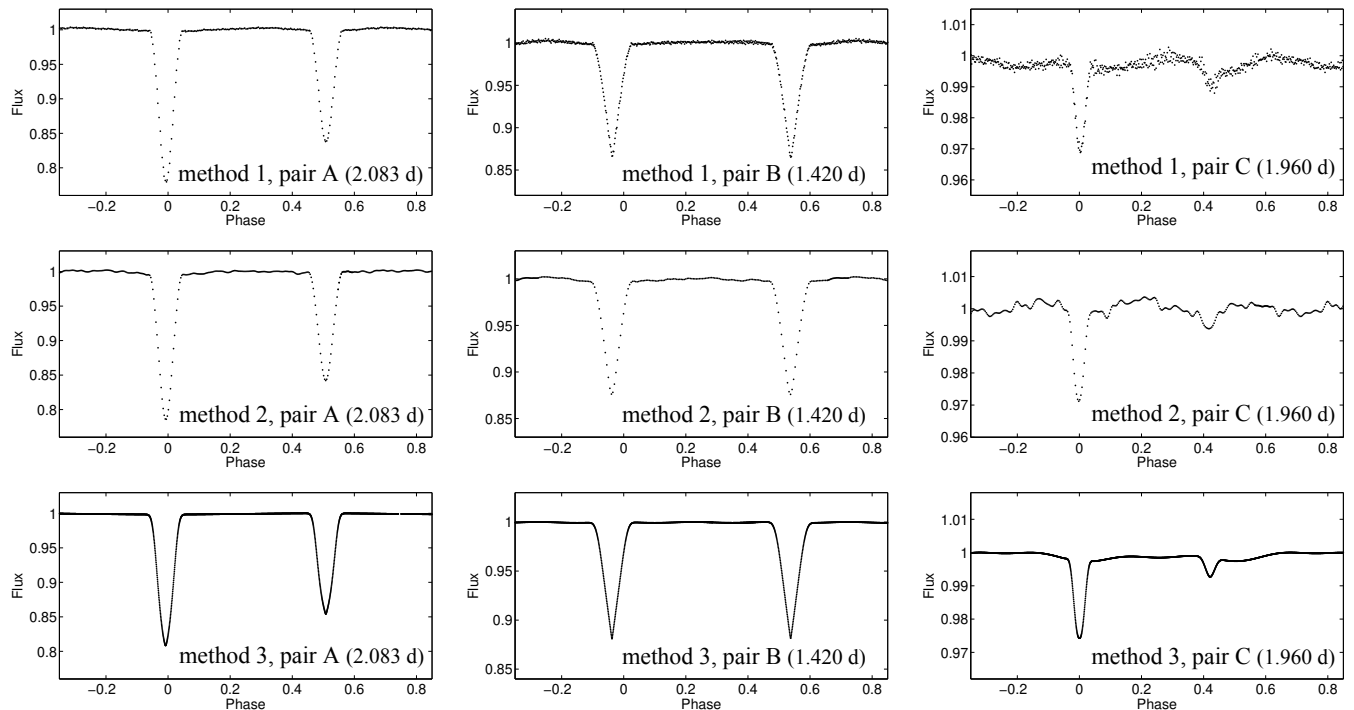 1
0.95
0.9
0.85
0.8
Flux
−0.2 0 0.2 0.4 0.6 0.8
Phase
method 1, pair A (2.083 d)
1
0.95
0.9
0.85
Flux
−0.2 0 0.2 0.4 0.6 0.8
Phase
method 1, pair B (1.420 d)
1.01
1
0.99
0.98
0.97
0.96
Flux
−0.2 0 0.2 0.4 0.6 0.8
Phase
method 1, pair C (1.960 d)
1
0.95
0.9
0.85
0.8
Flux
−0.2 0 0.2 0.4 0.6 0.8
Phase
method 2, pair A (2.083 d)
1
0.95
0.9
0.85
Flux
−0.2 0 0.2 0.4 0.6 0.8
Phase
method 2, pair B (1.420 d)
1.01
1
0.99
0.98
0.97
0.96
Flux
−0.2 0 0.2 0.4 0.6 0.8
Phase
method 2, pair C (1.960 d)
1
0.95
0.9
0.85
0.8
Flux
−0.2 0 0.2 0.4 0.6 0.8
Phase
method 3, pair A (2.083 d)
1
0.95
0.9
0.85
Flux
−0.2 0 0.2 0.4 0.6 0.8
Phase
method 3, pair B (1.420 d)
1.01
1
0.99
0.98
0.97
Flux
−0.2 0 0.2 0.4 0.6 0.8
Phase
method 3, pair C (1.960 d)